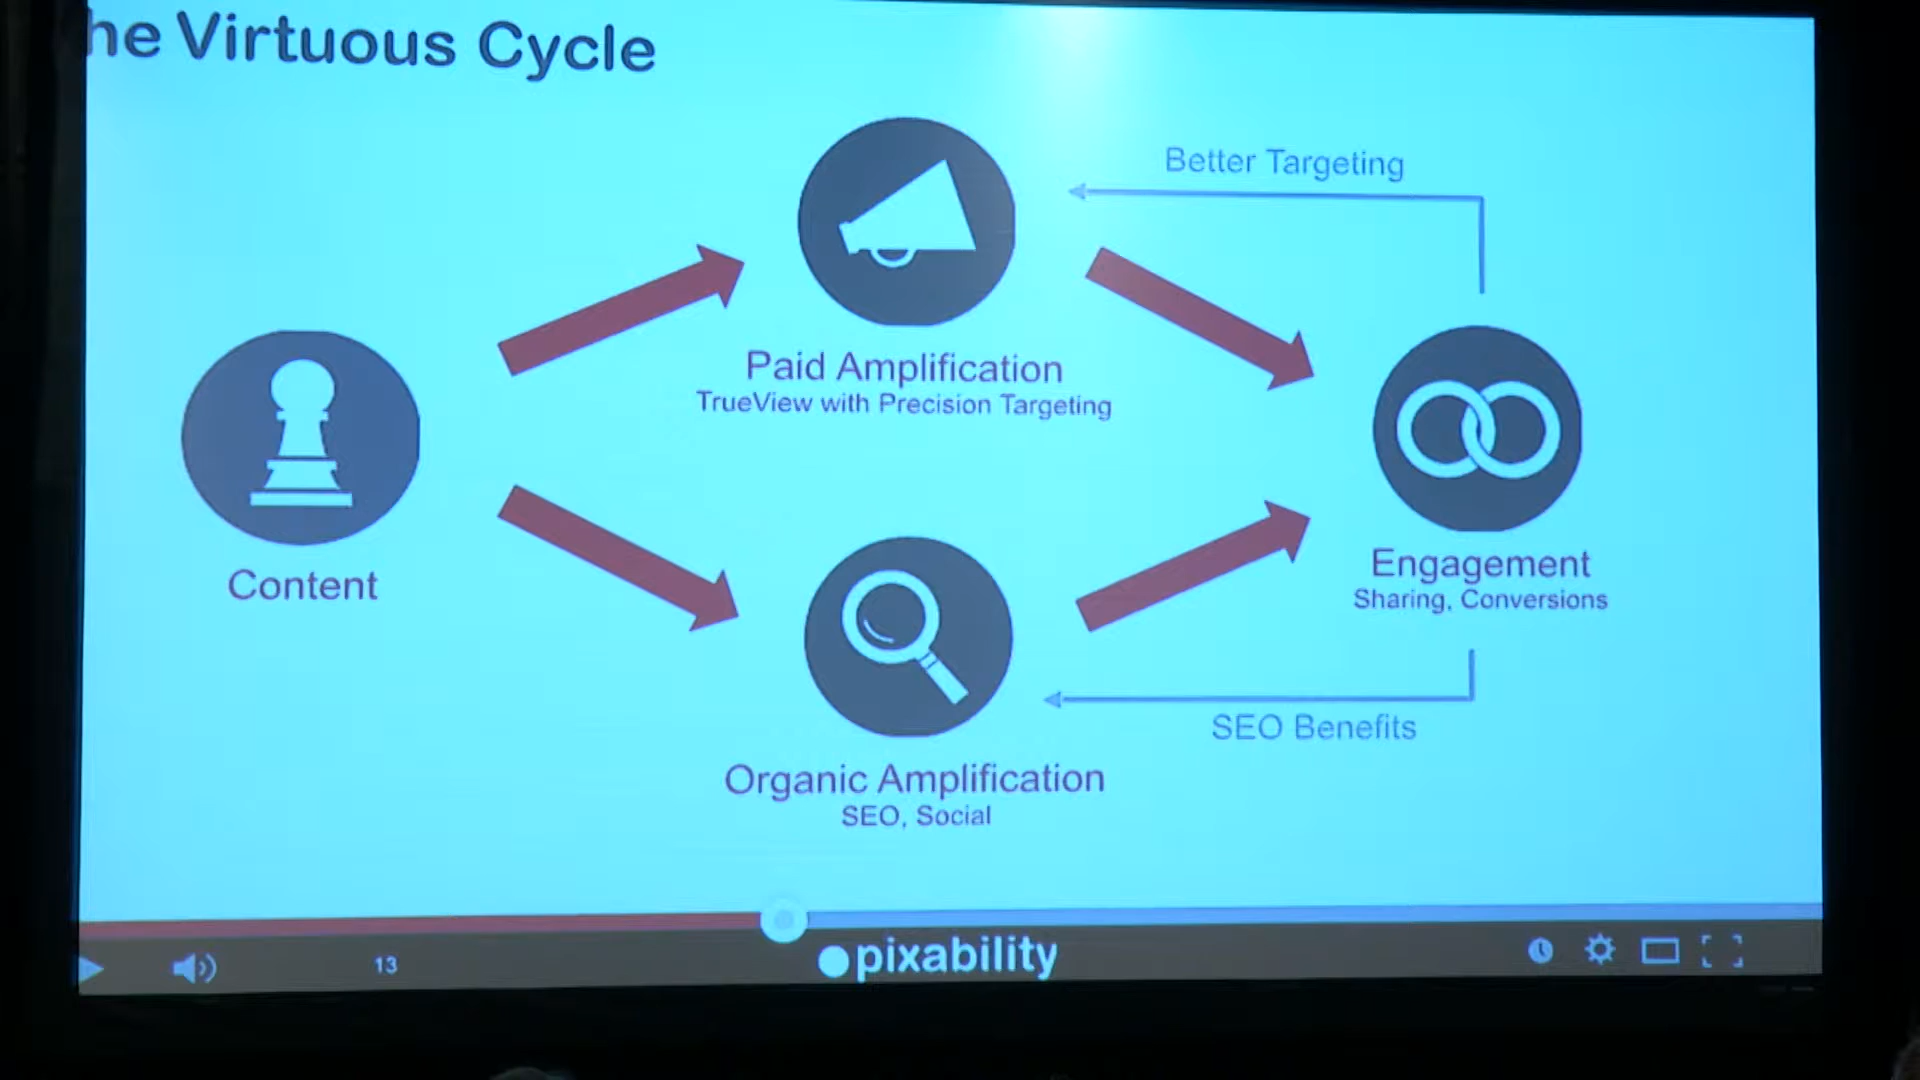 he Virtuous Cycle
Better Targeting
Paid Amplification
TrueView with Precision Targeting
Content
Engagement
Sharing, Conversions
SEO Benefits
Organic Amplification
SEO, Social
13
pixability